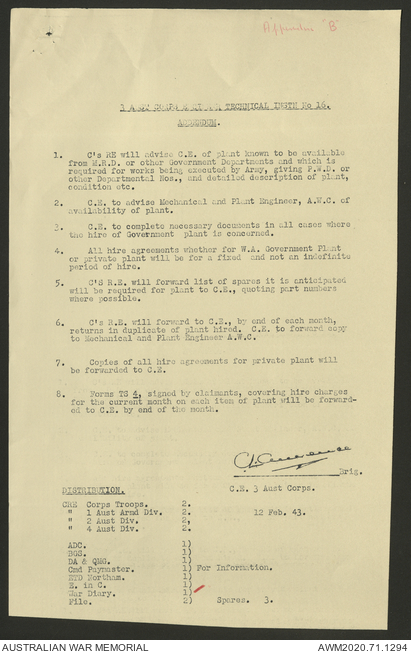 Appendix "B"
3 AUST CORPS TECHNICAL INSTN No 16.
ADDENDUM.
1. C's RE will advice C.E. of plant known to be available
from M.R.D. or other Government Departments and which is
required for works being executed by Army, giving P.W.D. or
other Departmental Nos., and detailed description of plant,
condition etc.
2. C.E. to advise Mechanical and Plant Engineer, A.W.C. of
availability of plant.
3. C.E. to complete necessary documents in all cases where
the hire of Government plant is concerned.
4. All hire agreements whether for W.A. Government Plant
or private plant will be for a fixed and not an indefinite
period of hire.
5. C'S R.E. will forward list of spares it is anticipated
will be required for plant to C.E., quoting part numbers
where possible.
6. C's R.E. will forward to C.E., by end of each month,
returns in duplicate of plant hired. C.E. to forward copy
to Mechanical and Plant Engineer A.W.C.
7. Copies of all hire agreements for private plant will
be forwarded to C.E.
8. Forms TS 4, signed by claimants, covering hire charges
for the current month on each item of plant will be forward-
ed to C.E. by end of the month.
Brig.
C.E. 3 Aust Corps.
DISTRIBUTION.
CRE Corps Troops. 2.
" 1 Aust Armd Div. 2. 12 Feb. 43.
" 2 Aust Div. 2,
" 4 Aust Div. 2.
ADC. 1)
BGS. 1)
DA & QMG. 1)
Cmd Paymaster. 1) For Information.
ETD Northam. 1)
E. in C. 1)
War Diary. 1)
File. 2) Spares. 3.
AUSTRALIAN WAR MEMORIAL
AWM2020.71.1294